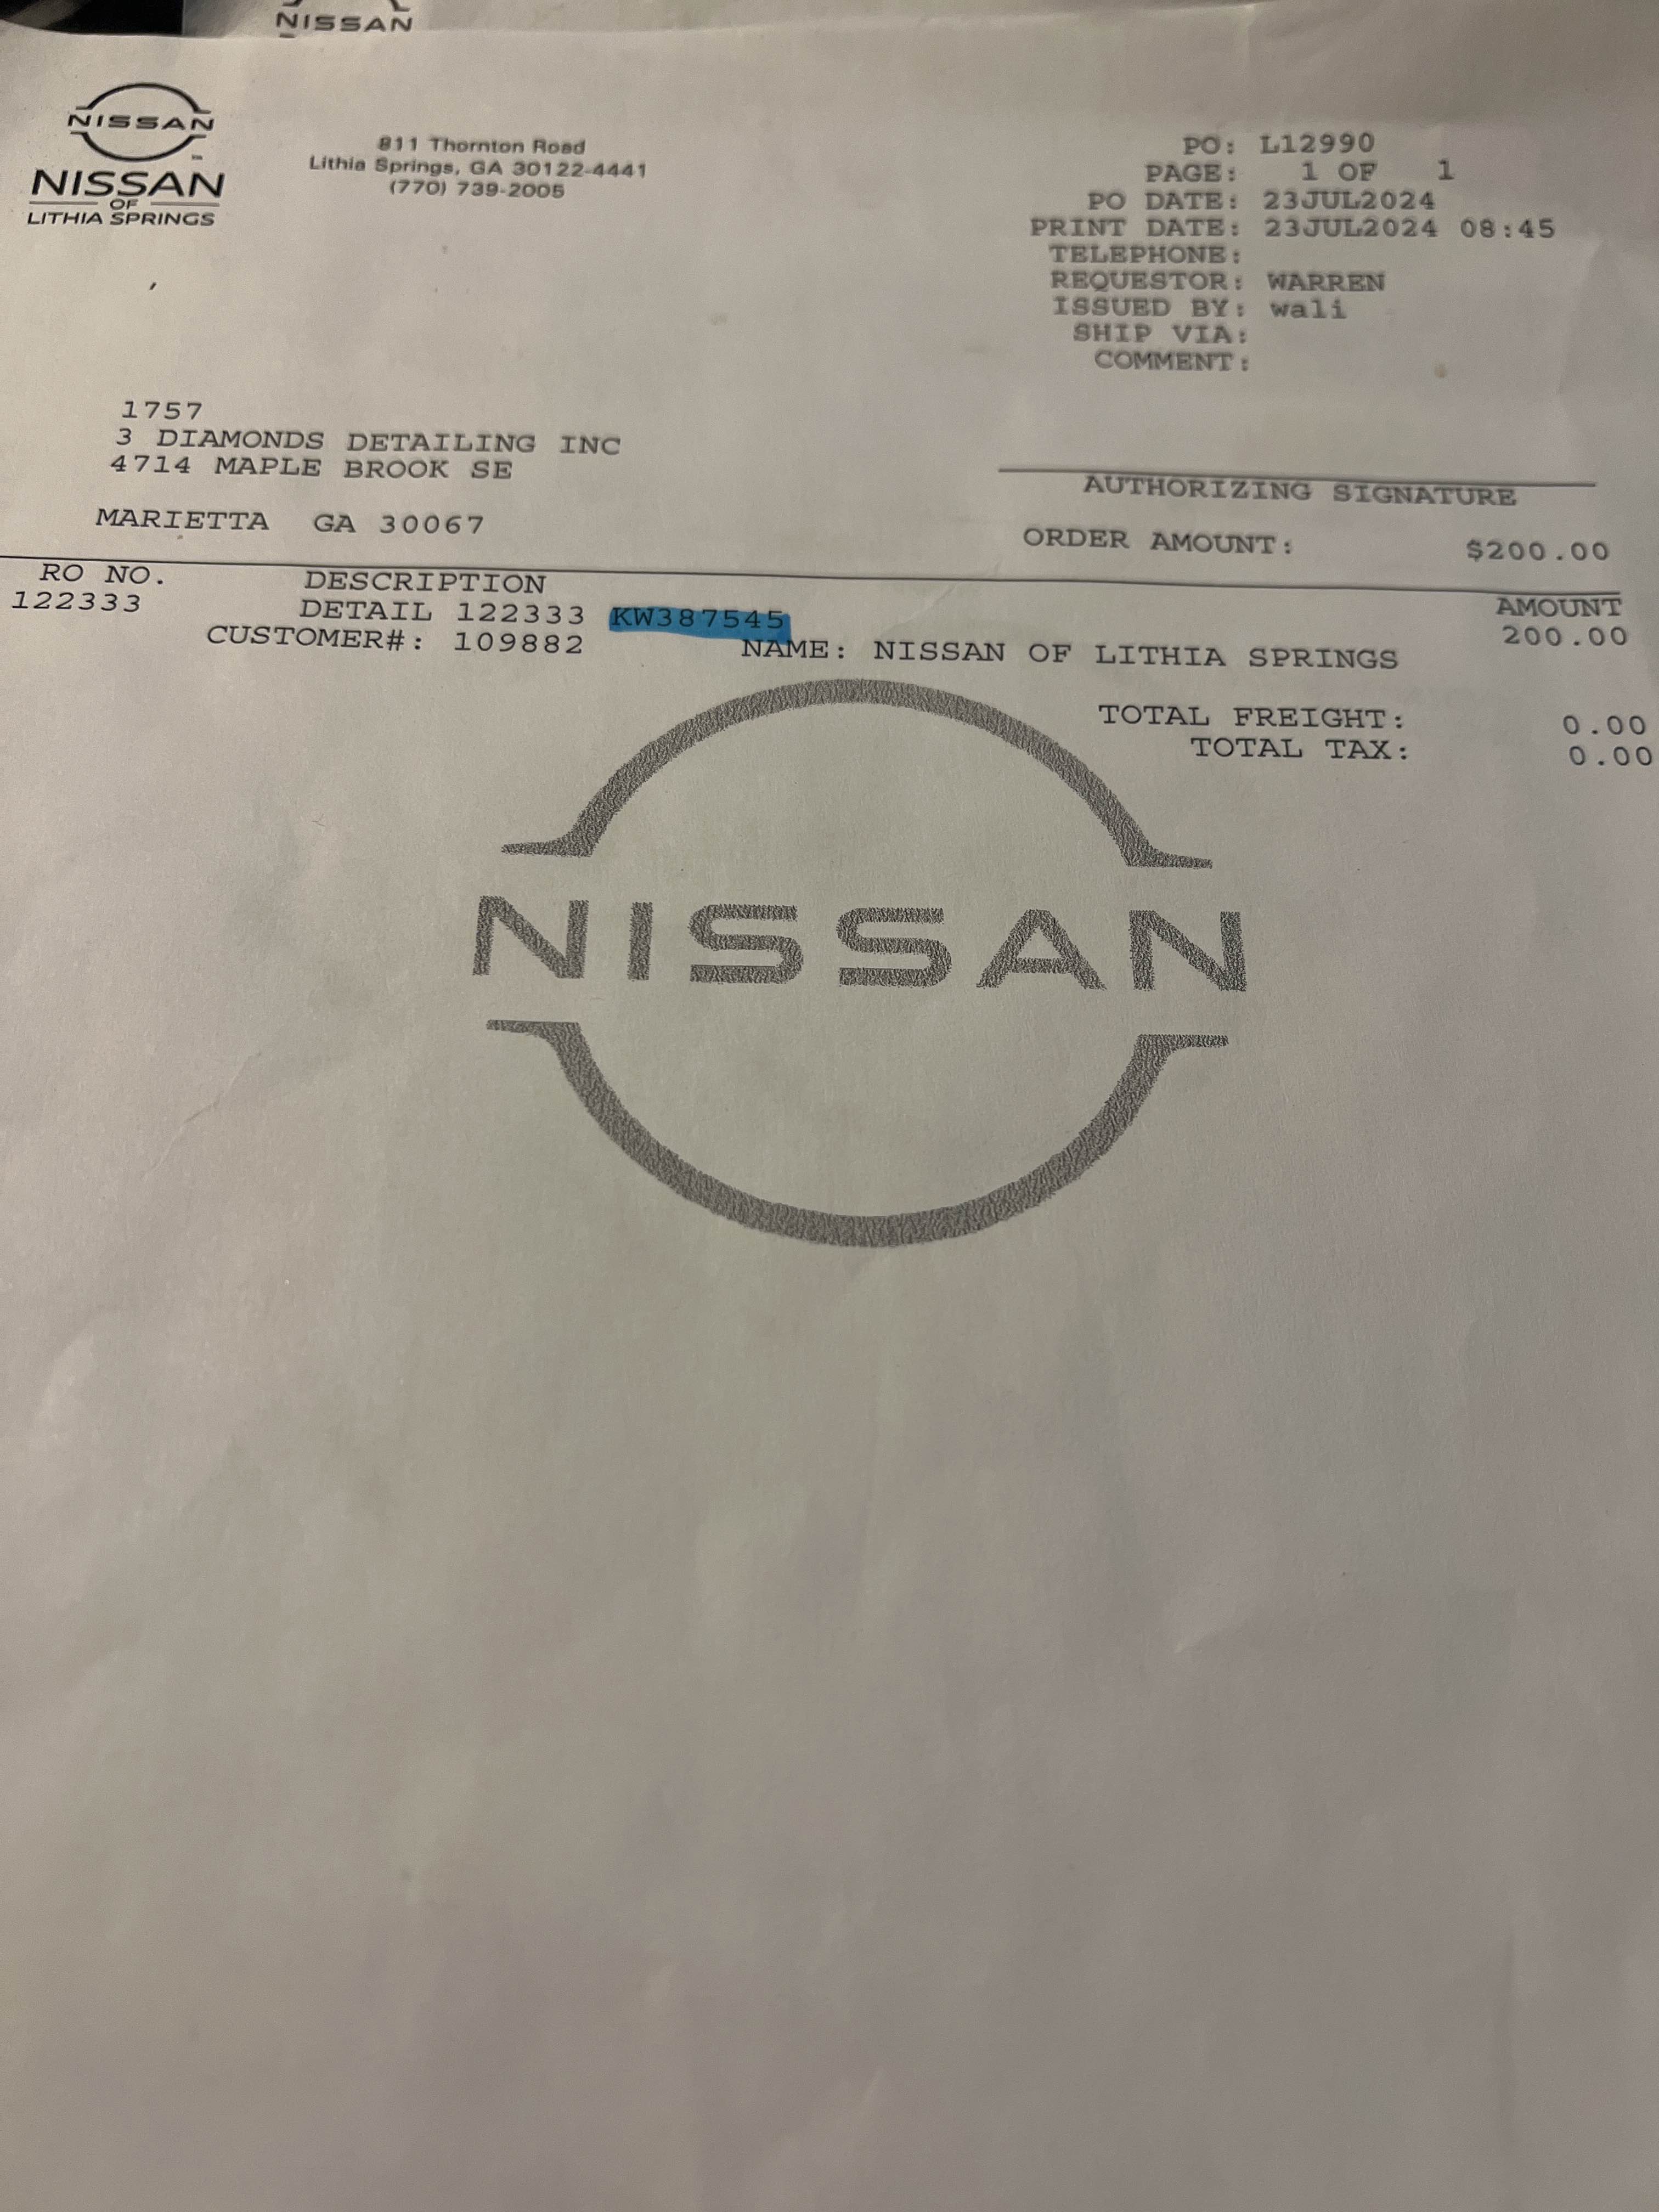 NISSAN
NISSAN
NISSAN
OF
LITHIA SPRINGS
811 Thornton Road
Lithia Springs, GA 30122-4441
(770) 739-2005
PO: L12990
PAGE: 1 OF 1
PO DATE: 23JUL2024
PRINT DATE: 23JUL2024 08:45
TELEPHONE:
REQUESTOR: WARREN
ISSUED BY: wali
SHIP VIA:
COMMENT:
1757
3 DIAMONDS DETAILING INC
4714 MAPLE BROOK SE
MARIETTA GA 30067
AUTHORIZING SIGNATURE
ORDER AMOUNT: $200.00
RO NO. DESCRIPTION AMOUNT
122333 DETAIL 122333 KW387545 200.00
CUSTOMER#: 109882 NAME: NISSAN OF LITHIA SPRINGS
TOTAL FREIGHT: 0.00
TOTAL TAX: 0.00
NISSAN